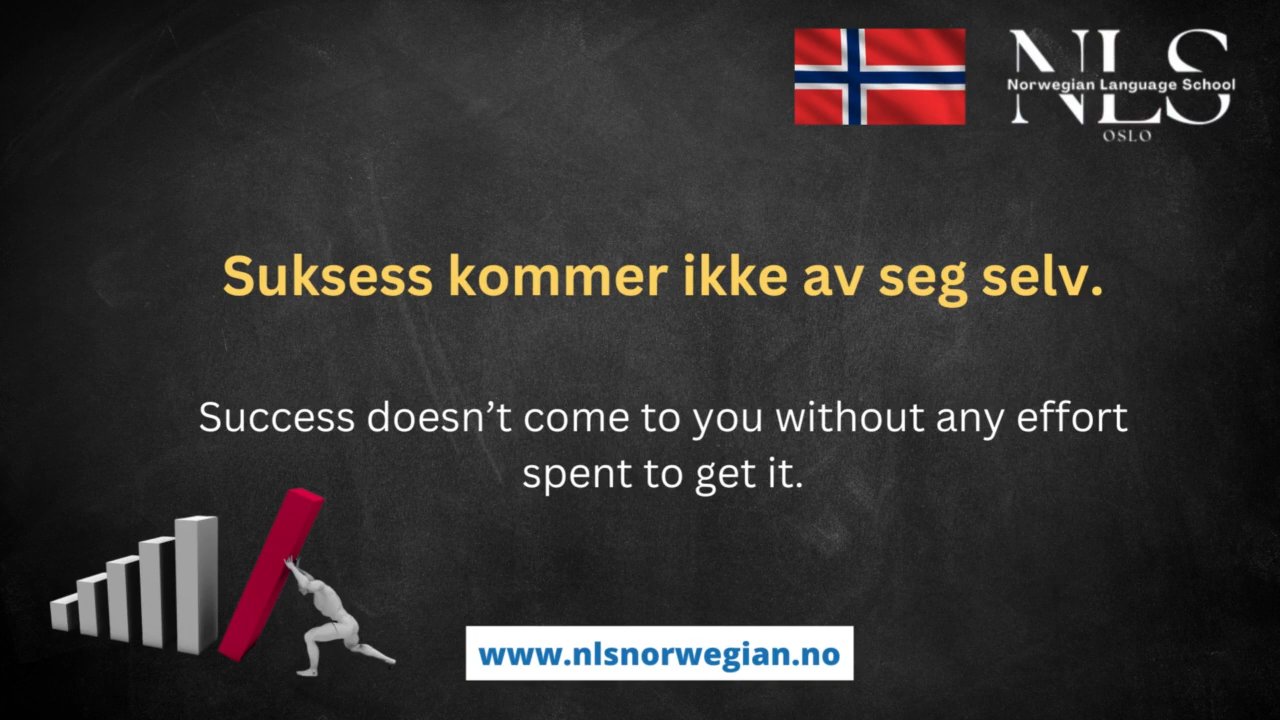 NLS
Norwegian Language School
OSLO
Suksess kommer ikke av seg selv.
Success doesn’t come to you without any effort
spent to get it.
www.nlsnorwegian.no